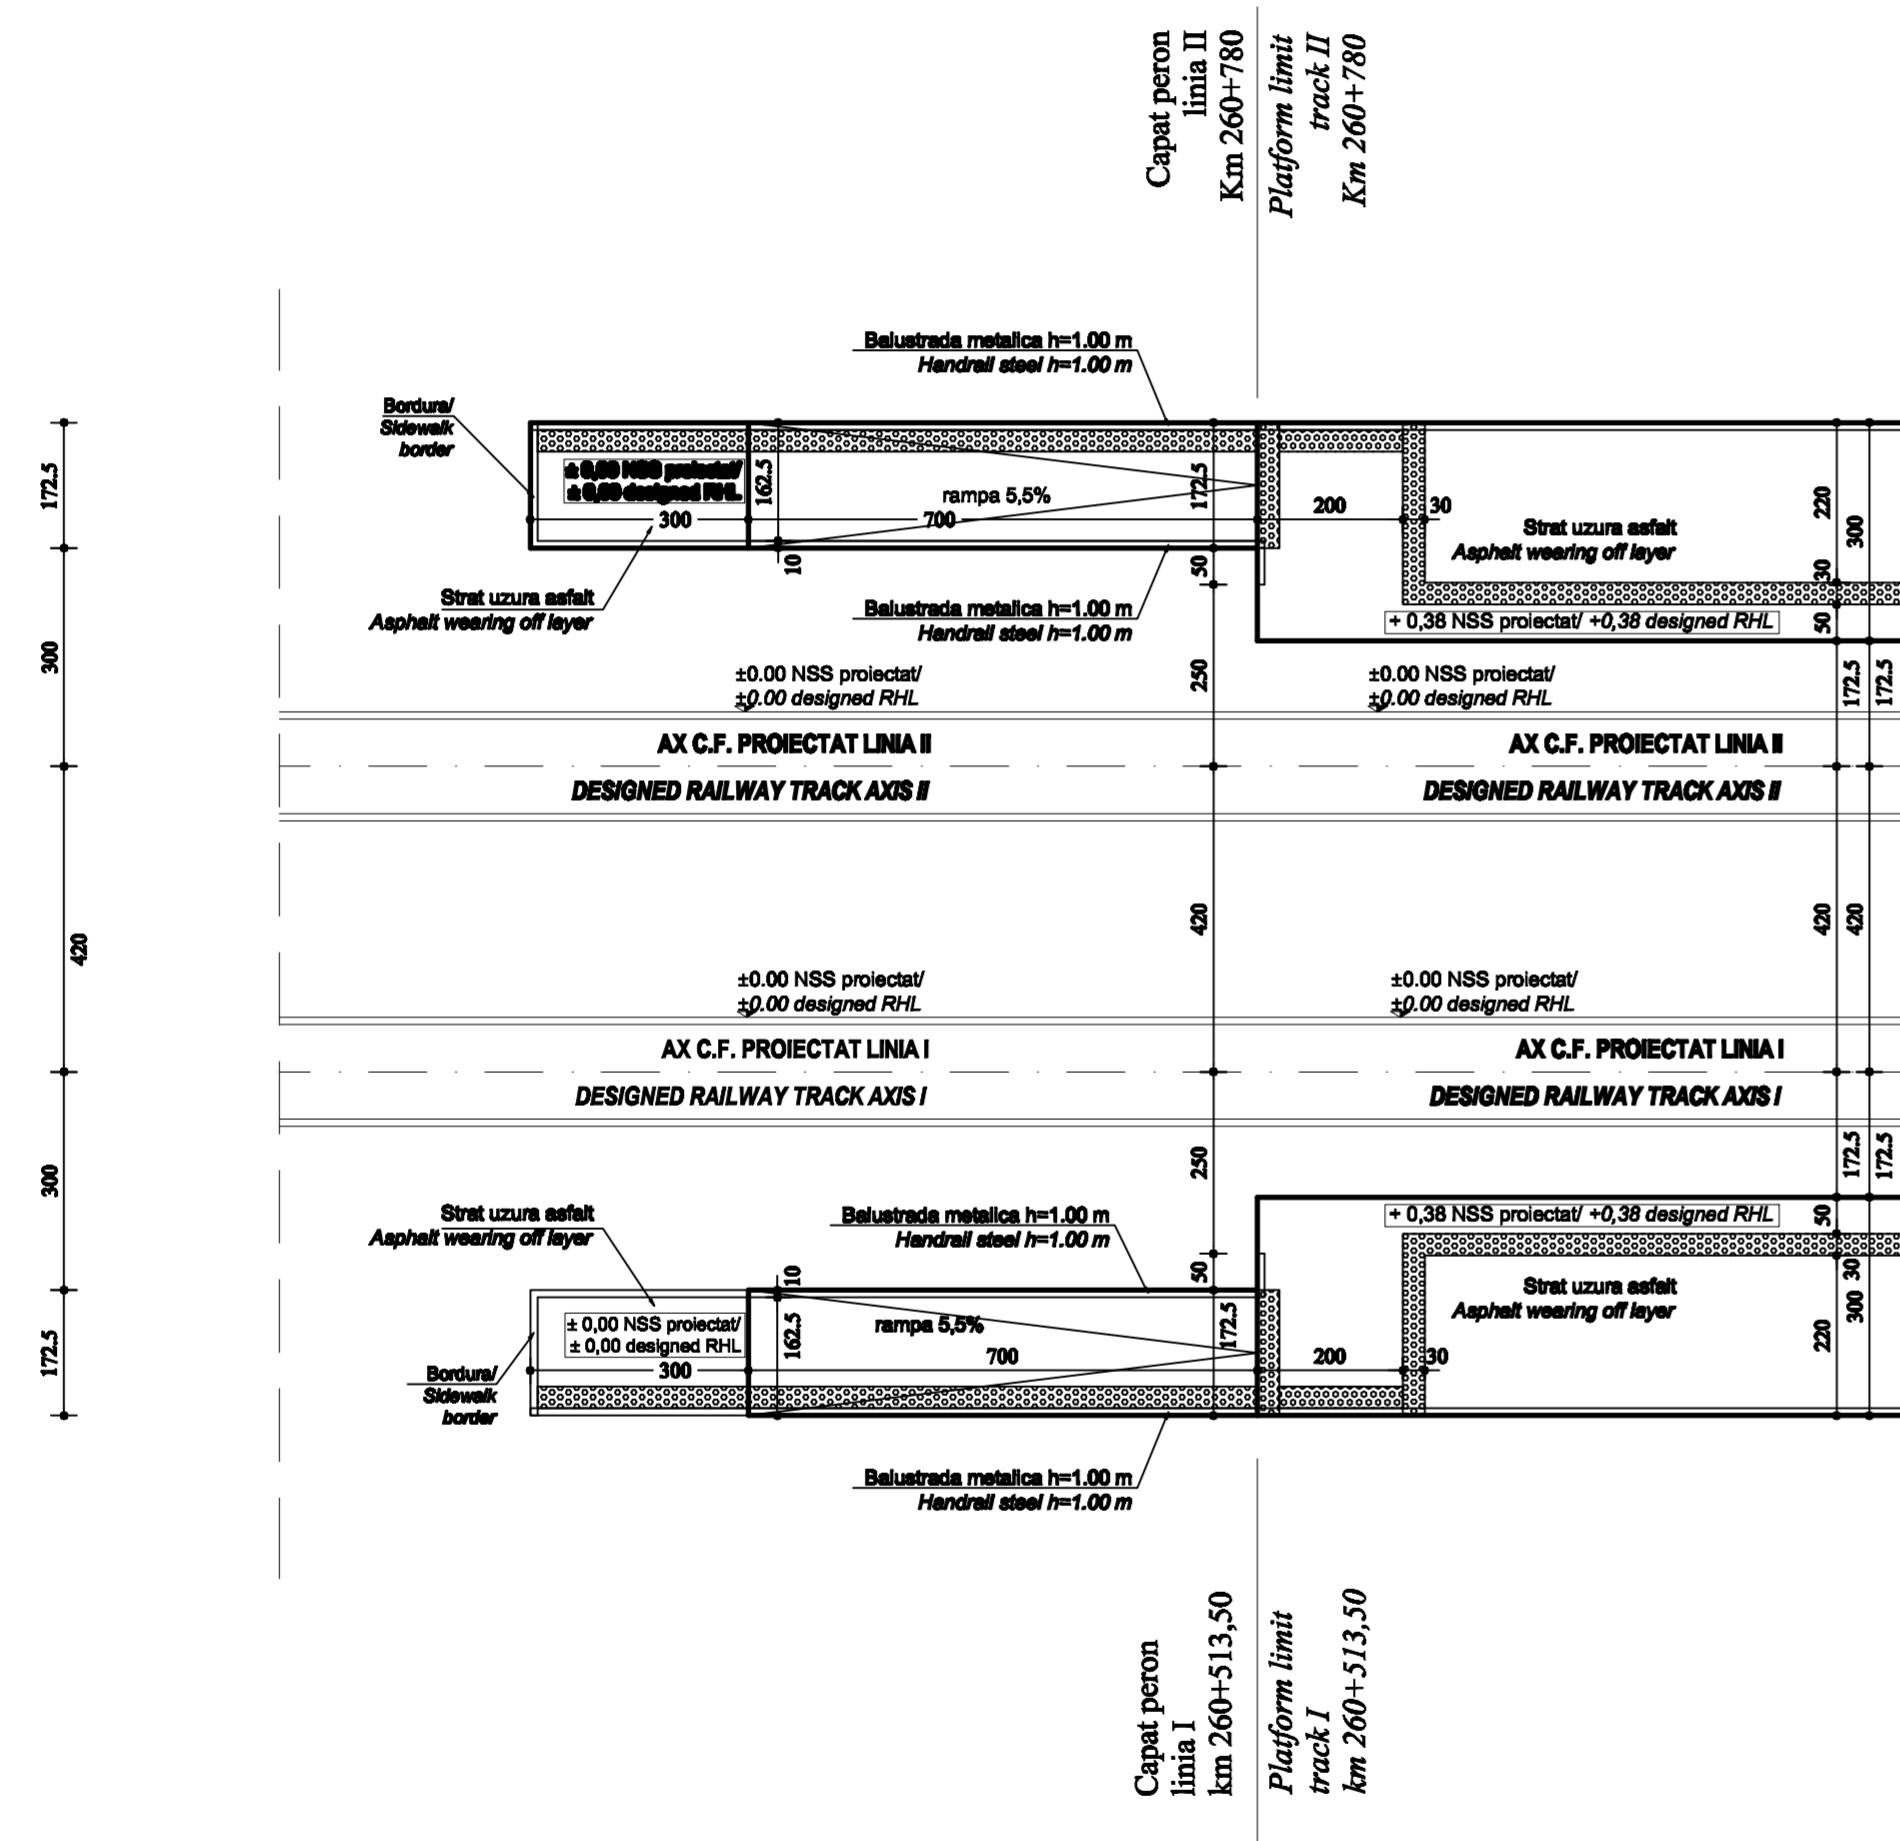 Capat peron
linia II
Km 260+780
Platform limit
track II
Km 260+780
Balustrada metalica h=1.00 m
Handrail steel h=1.00 m
Bordura/
Sidewalk
border
± 0,00 NSS proiectat/
± 0,00 designed RHL
172.5
162.5
172.5
rampa 5,5%
300
700
200
30
220
300
10
50
30
50
Strat uzura asfalt
Asphalt wearing off layer
Strat uzura asfalt
Asphalt wearing off layer
Balustrada metalica h=1.00 m
Handrail steel h=1.00 m
+ 0,38 NSS proiectat/ +0,38 designed RHL
300
250
172.5
172.5
±0.00 NSS proiectat/
±0.00 designed RHL
±0.00 NSS proiectat/
±0.00 designed RHL
AX C.F. PROIECTAT LINIA II
DESIGNED RAILWAY TRACK AXIS II
AX C.F. PROIECTAT LINIA II
DESIGNED RAILWAY TRACK AXIS II
420
420
420
420
±0.00 NSS proiectat/
±0.00 designed RHL
±0.00 NSS proiectat/
±0.00 designed RHL
AX C.F. PROIECTAT LINIA I
DESIGNED RAILWAY TRACK AXIS I
AX C.F. PROIECTAT LINIA I
DESIGNED RAILWAY TRACK AXIS I
300
250
172.5
172.5
Strat uzura asfalt
Asphalt wearing off layer
Balustrada metalica h=1.00 m
Handrail steel h=1.00 m
+ 0,38 NSS proiectat/ +0,38 designed RHL
50
10
50
30
Strat uzura asfalt
Asphalt wearing off layer
± 0,00 NSS proiectat/
± 0,00 designed RHL
172.5
162.5
rampa 5,5%
172.5
300
220
300
700
200
30
Bordura/
Sidewalk
border
Balustrada metalica h=1.00 m
Handrail steel h=1.00 m
Capat peron
linia I
km 260+513,50
Platform limit
track I
km 260+513,50